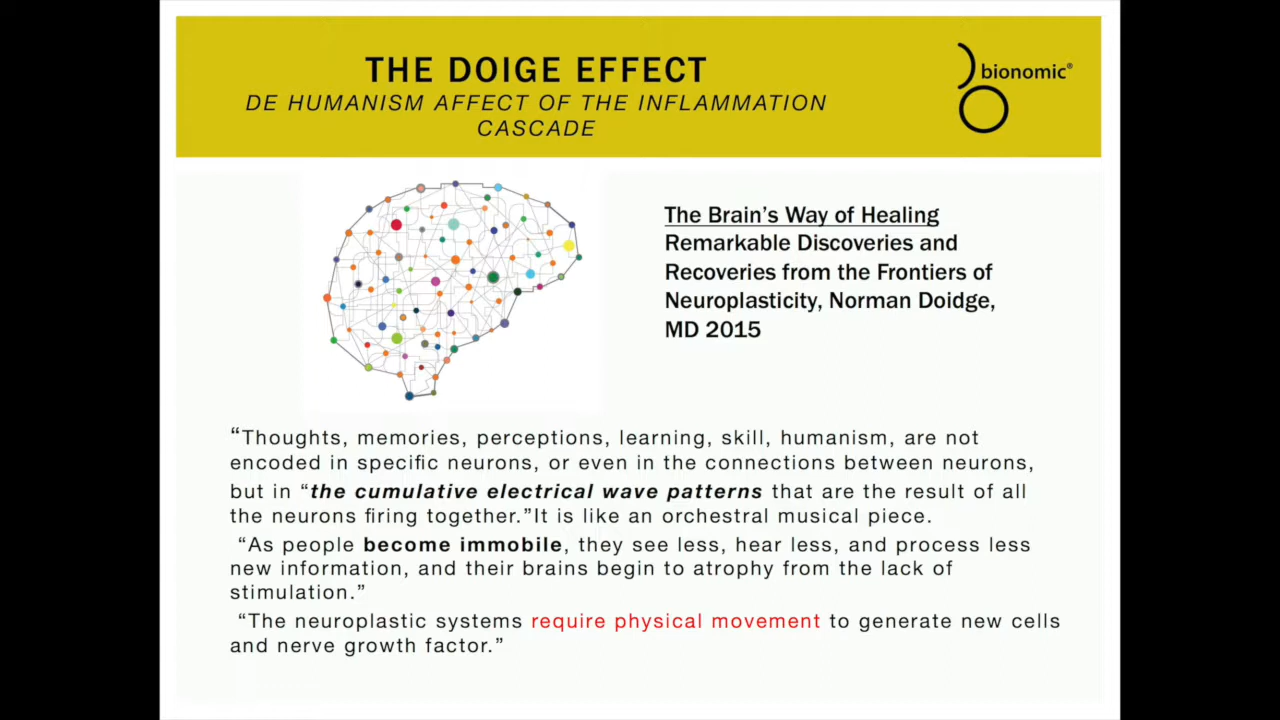 THE DOIGE EFFECT
DE HUMANISM AFFECT OF THE INFLAMMATION
CASCADE
bionomic®
The Brain's Way of Healing
Remarkable Discoveries and
Recoveries from the Frontiers of
Neuroplasticity, Norman Doidge,
MD 2015
“Thoughts, memories, perceptions, learning, skill, humanism, are not
encoded in specific neurons, or even in the connections between neurons,
but in “the cumulative electrical wave patterns that are the result of all
the neurons firing together.”It is like an orchestral musical piece.
“As people become immobile, they see less, hear less, and process less
new information, and their brains begin to atrophy from the lack of
stimulation.”
“The neuroplastic systems require physical movement to generate new cells
and nerve growth factor.”